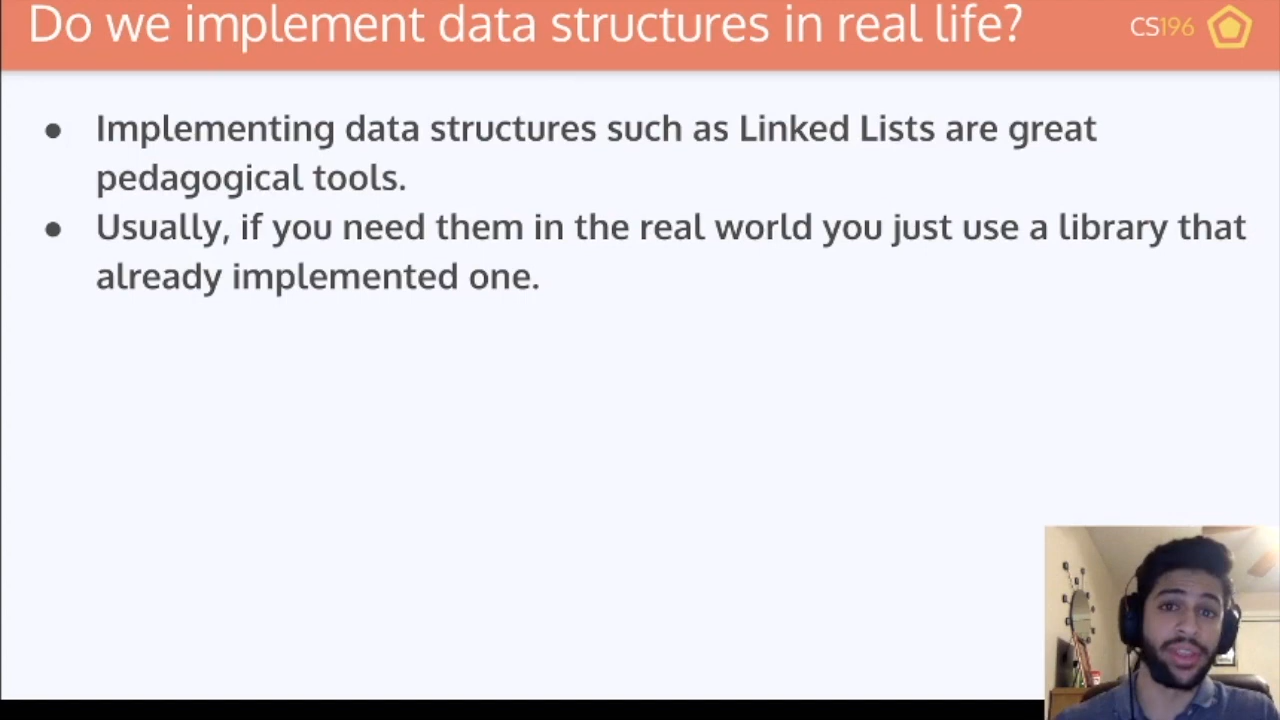 Do we implement data structures in real life?
CS196
● Implementing data structures such as Linked Lists are great
pedagogical tools.
● Usually, if you need them in the real world you just use a library that
already implemented one.